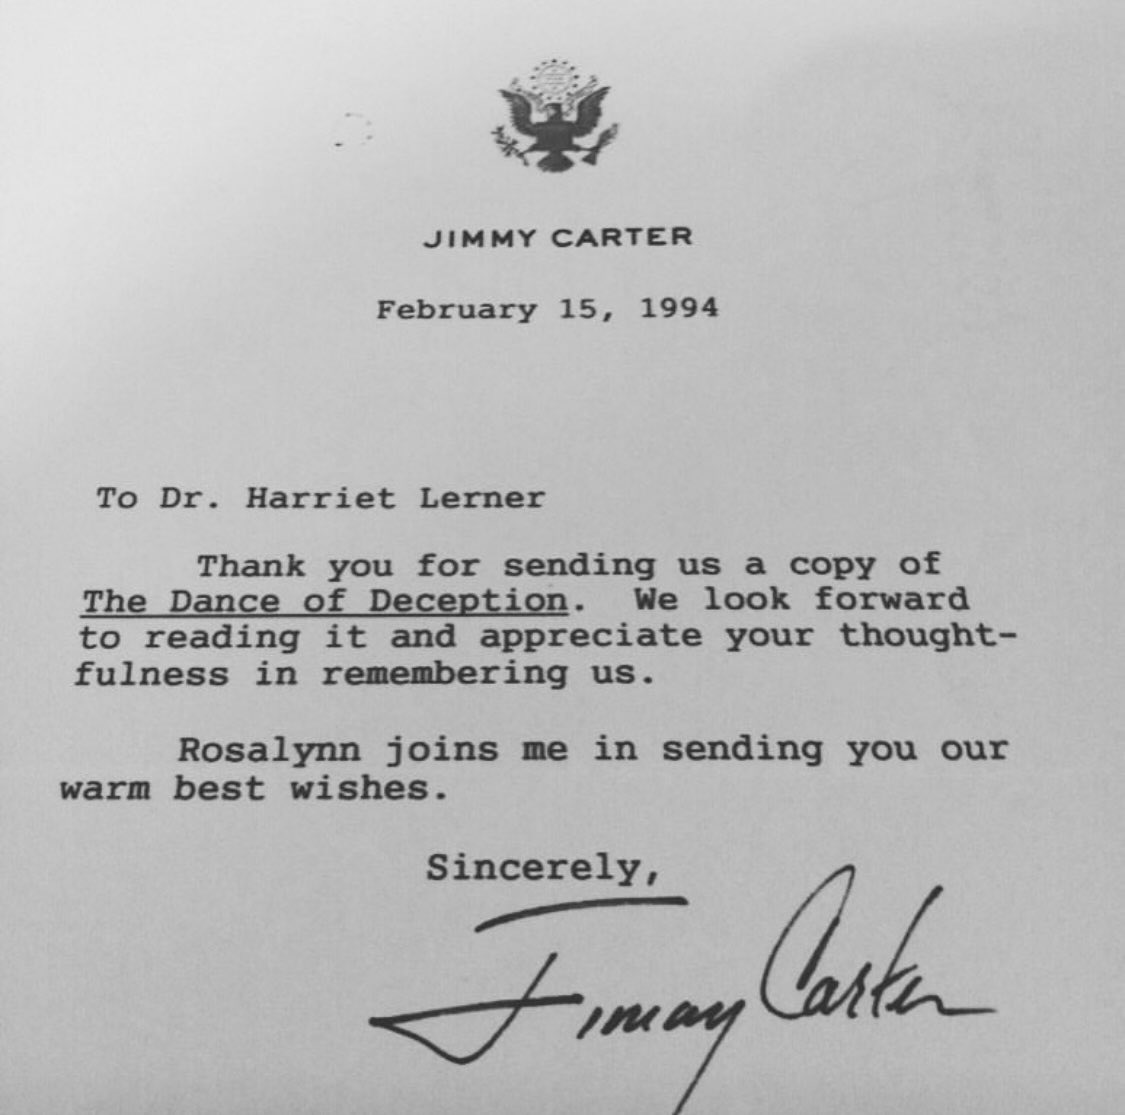 JIMMY CARTER
February 15, 1994
To Dr. Harriet Lerner
Thank you for sending us a copy of
The Dance of Deception. We look forward
to reading it and appreciate your thought-
fulness in remembering us.
Rosalynn joins me in sending you our
warm best wishes.
Sincerely,
Jimmy Carter